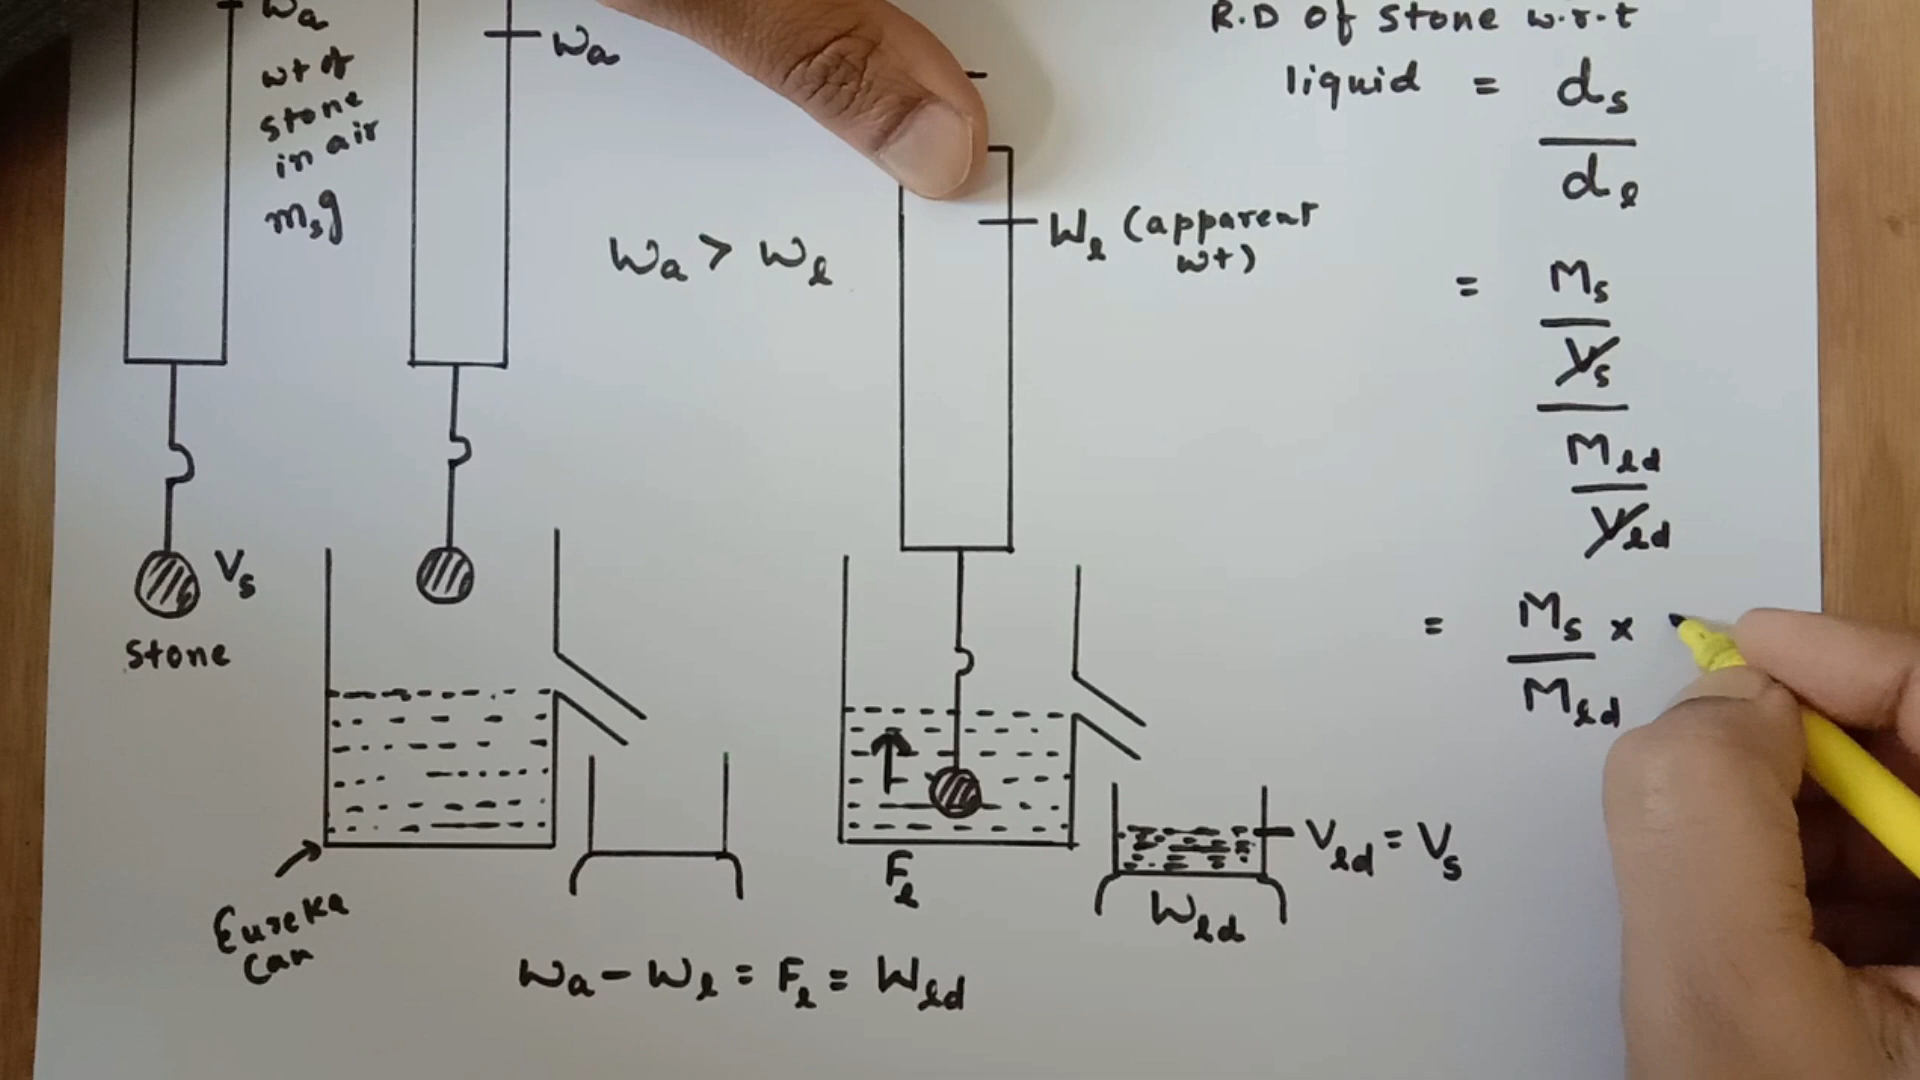 Wa
wt of
stone
in air
msg
Wa
Wa > Wl
Wl (apparent
wt)
R.D of stone w.r.t
liquid = ds
dl
= Ms
Vs
Mld
Vld
= Ms ×
Mld
Vs
stone
Eureka
can
Fl
Vld = Vs
Wld
Wa - Wl = Fl = Wld